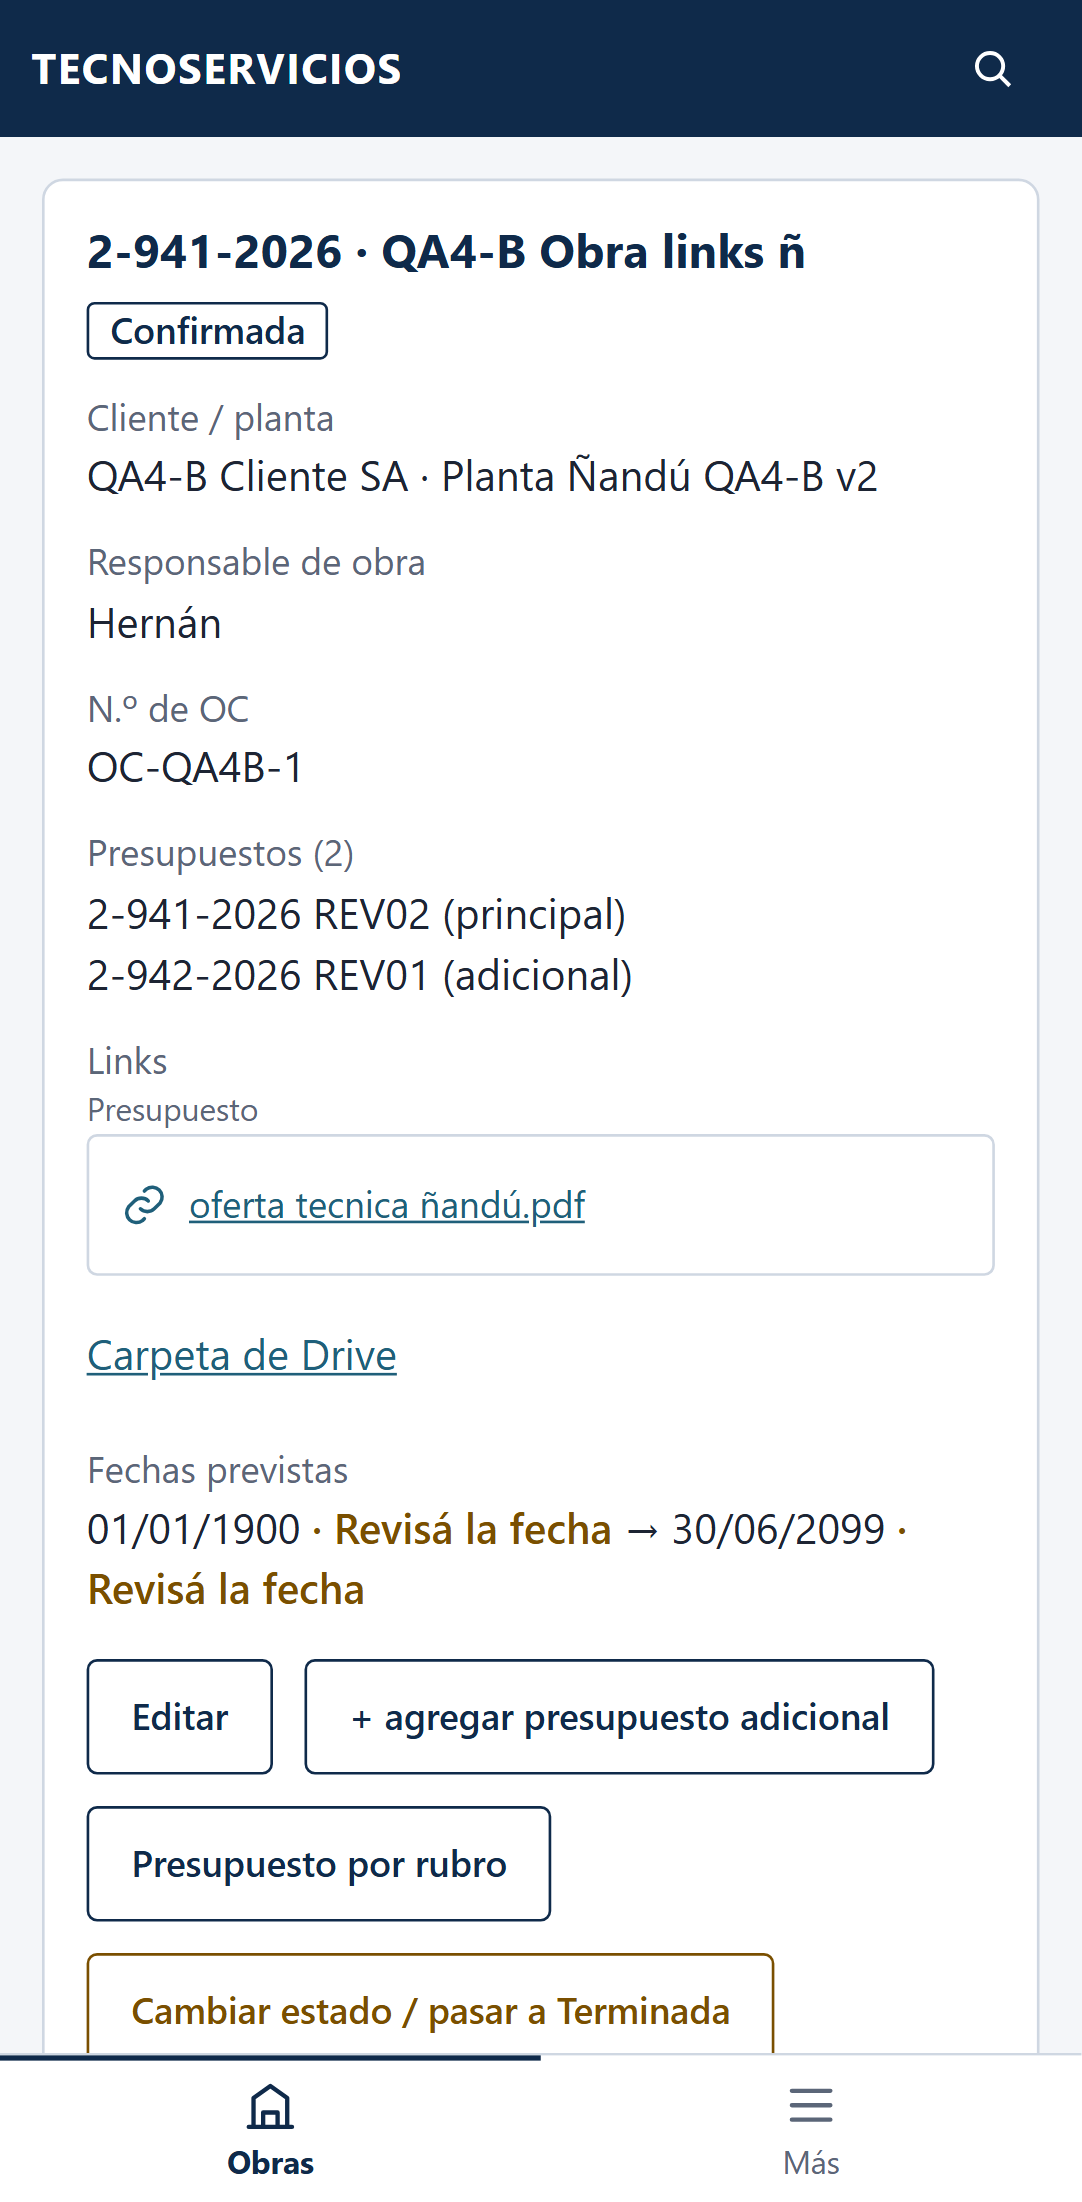 TECNOSERVICIOS
2-941-2026 · QA4-B Obra links ñ
Confirmada
Cliente / planta
QA4-B Cliente SA · Planta Ñandú QA4-B v2
Responsable de obra
Hernán
N.º de OC
OC-QA4B-1
Presupuestos (2)
2-941-2026 REV02 (principal)
2-942-2026 REV01 (adicional)
Links
Presupuesto
oferta tecnica ñandú.pdf
Carpeta de Drive
Fechas previstas
01/01/1900 · Revisá la fecha → 30/06/2099 ·
Revisá la fecha
Editar
+ agregar presupuesto adicional
Presupuesto por rubro
Cambiar estado / pasar a Terminada
Obras
Más